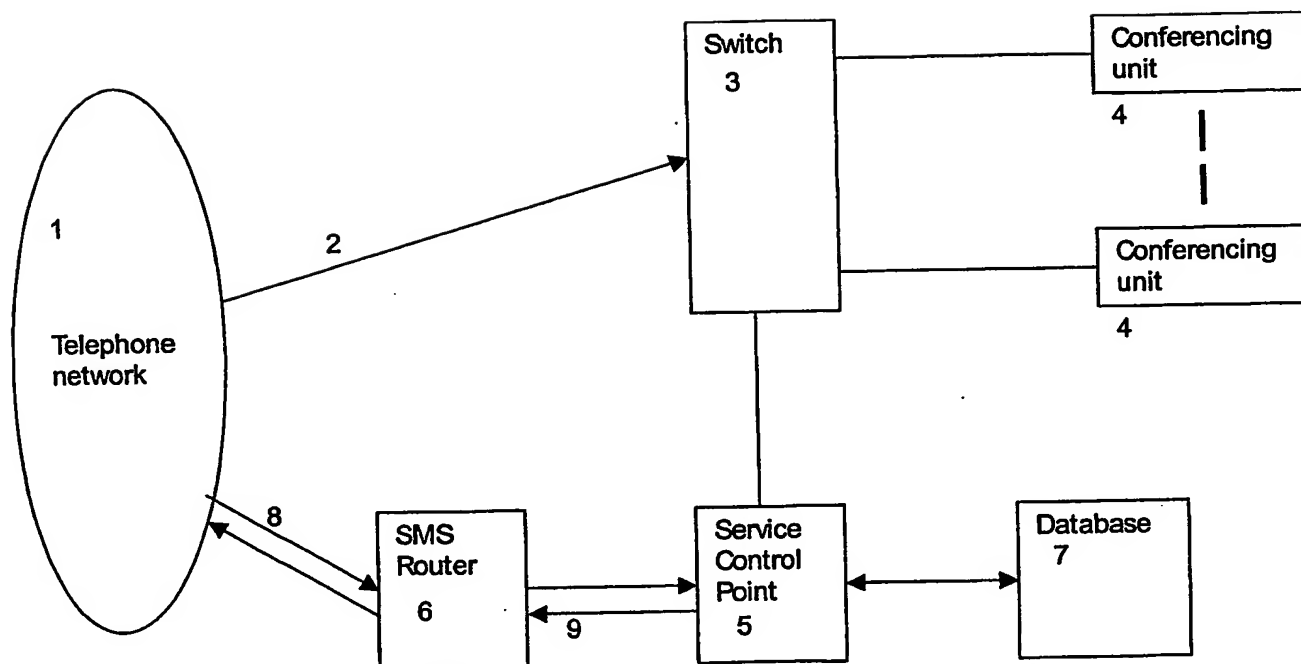 Switch
3
Conferencing
unit
4
1
2
Conferencing
unit
4
Telephone
network
8
SMS
Router
6
9
Service
Control
Point
5
Database
7